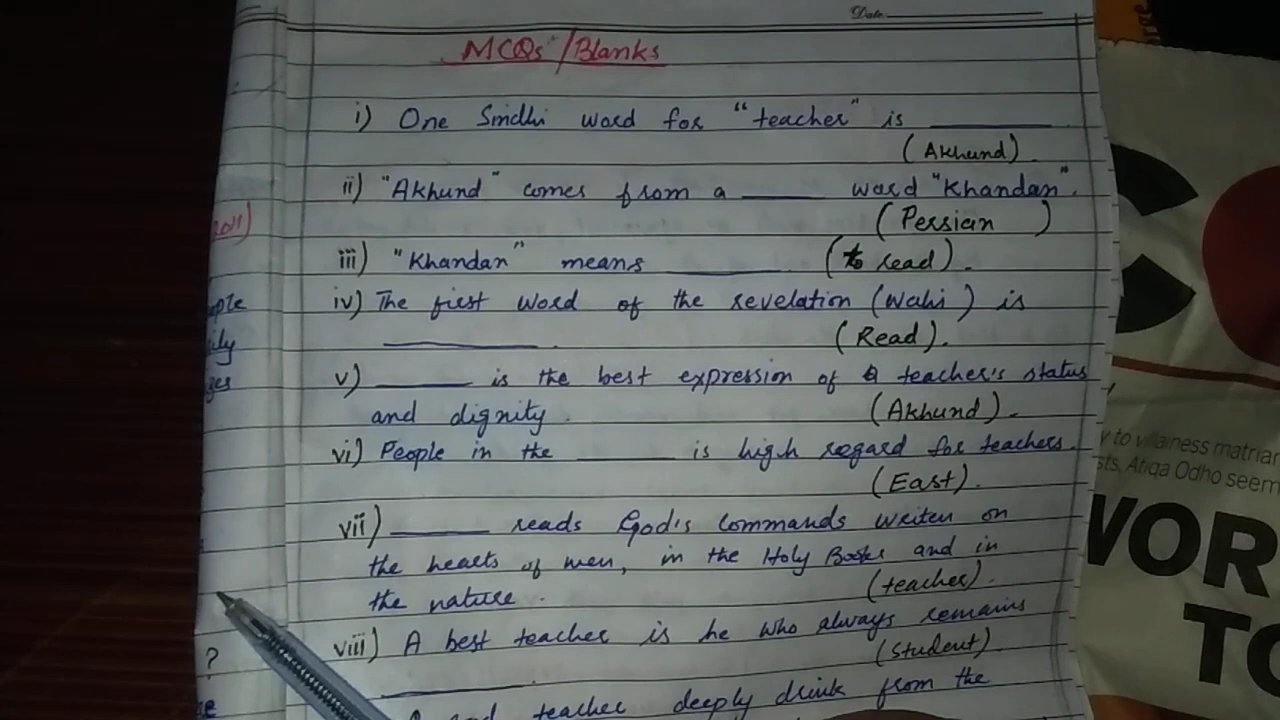 Date
MCQs/Blanks
i) One Sindhi word for "teacher" is ______
(Akhund).
ii) "Akhund" comes from a ______ word "Khandan".
(Persian )
2011)
iii) "Khandan" means ______ (to read).
iv) The first word of the revelation (Wahi) is
______. (Read).
v) ______ is the best expression of a teacher's status,
and dignity. (Akhund).
vi) People in the ______ is high regard for teachers.
(East).
vii) ______ reads God's commands writen on
the hearts of men, in the Holy Books and in
the nature. (teacher).
viii) A best teacher is he who always remains
______. (Student).
teacher deeply drink from the
?
y to villainess matriar
sts, Atiqa Odho seem
WOR
TO